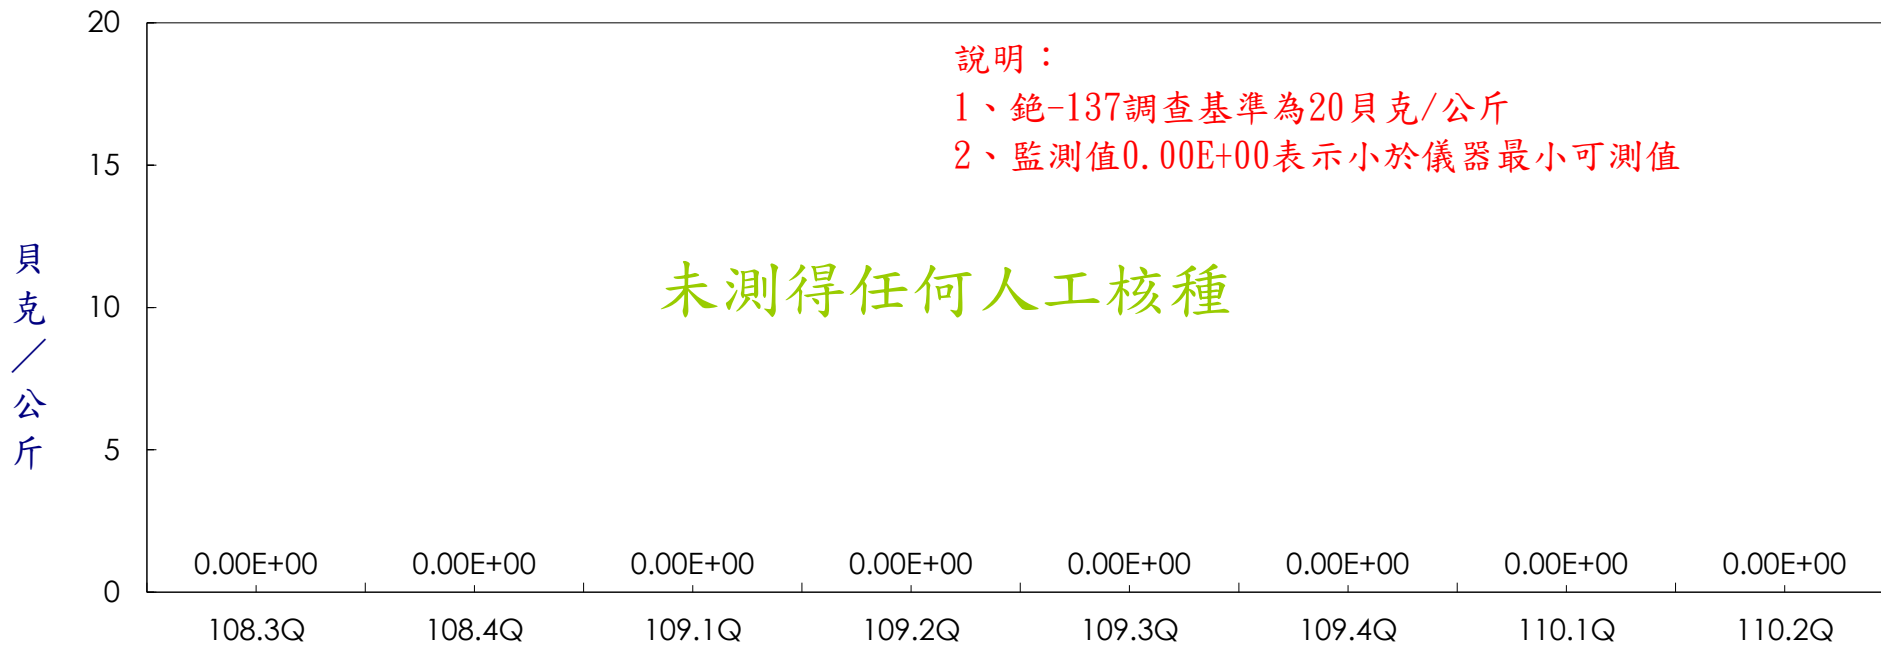 20
15
10
5
0
貝克／公斤
說明：
1、銫-137調查基準為20貝克/公斤
2、監測值0.00E+00表示小於儀器最小可測值
未測得任何人工核種
0.00E+00 0.00E+00 0.00E+00 0.00E+00 0.00E+00 0.00E+00 0.00E+00 0.00E+00
108.3Q 108.4Q 109.1Q 109.2Q 109.3Q 109.4Q 110.1Q 110.2Q